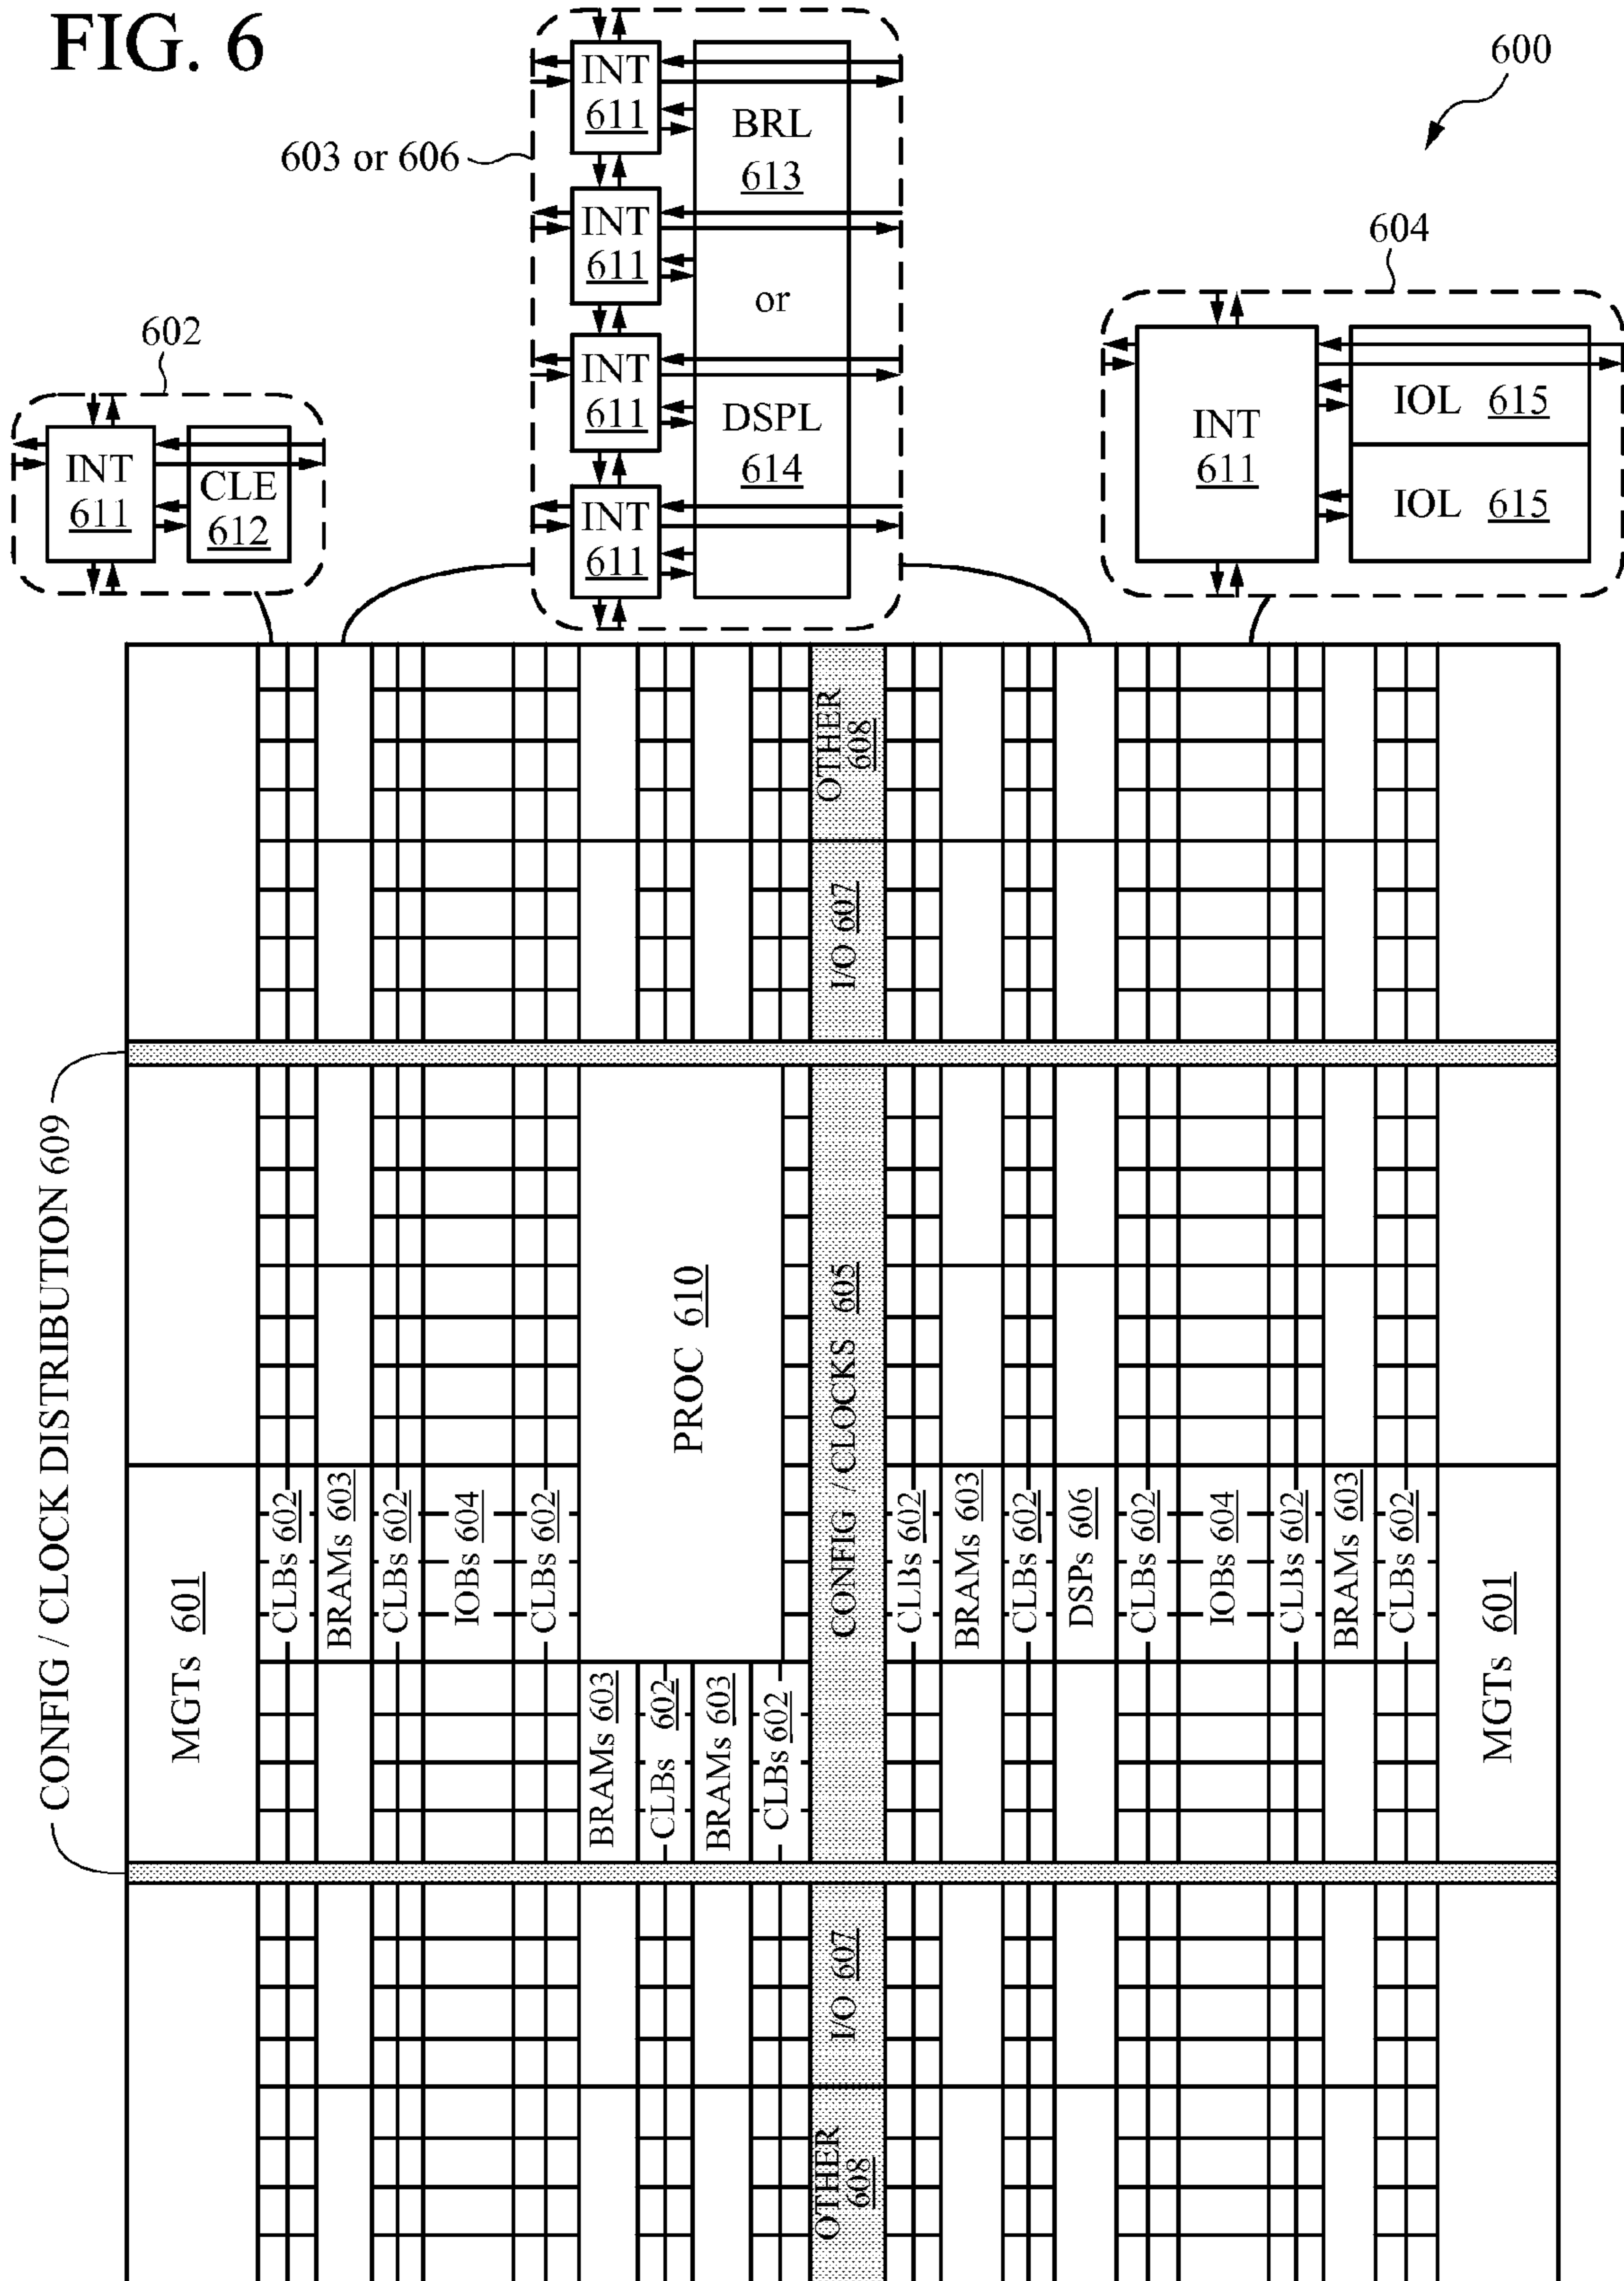 FIG. 6
600
603 or 606
INT
611
INT
611
INT
611
INT
611
BRL
613
or
DSPL
614
602
INT
611
CLE
612
604
INT
611
IOL 615
IOL 615
OTHER
608
I/O 607
CONFIG / CLOCK DISTRIBUTION 609
PROC 610
CONFIG / CLOCKS 605
MGTs 601
CLBs 602
BRAMs 603
CLBs 602
IOBs 604
CLBs 602
BRAMs 603
CLBs 602
BRAMs 603
CLBs 602
CLBs 602
BRAMs 603
CLBs 602
DSPs 606
CLBs 602
IOBs 604
CLBs 602
BRAMs 603
CLBs 602
MGTs 601
I/O 607
OTHER
608